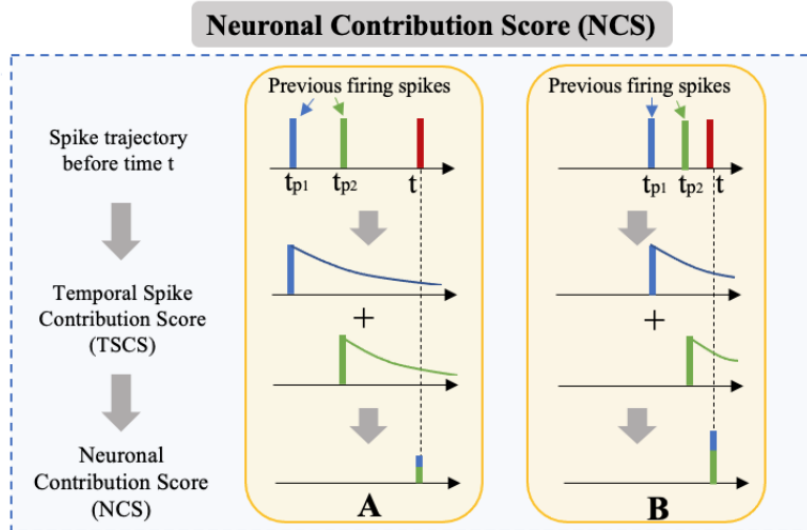 Neuronal Contribution Score (NCS)
Previous firing spikes
Previous firing spikes
Spike trajectory
before time t
tp1 tp2 t
tp1 tp2 t
Temporal Spike
Contribution Score
(TSCS)
+
+
Neuronal
Contribution Score
(NCS)
A
B